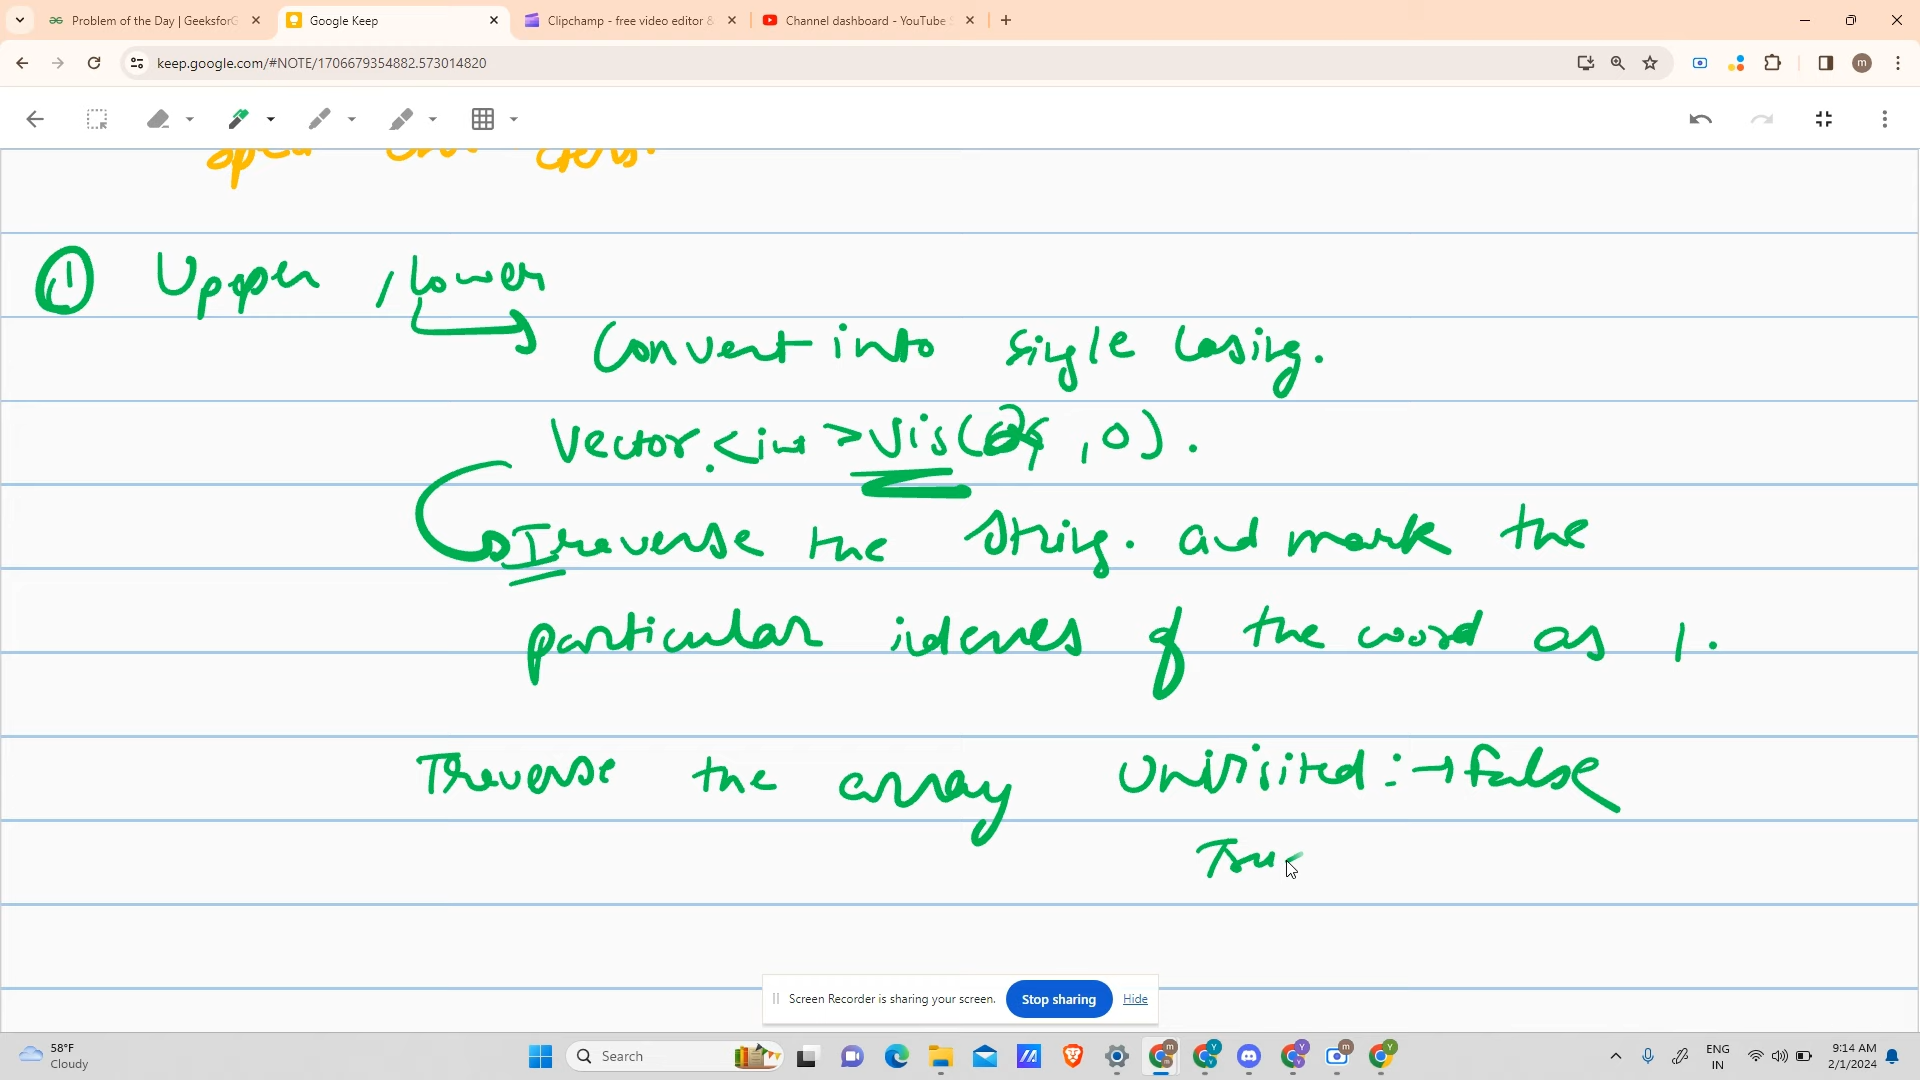 Problem of the Day | GeeksforG
Google Keep
Clipchamp - free video editor &
Channel dashboard - YouTube S
keep.google.com/#NOTE/1706679354882.573014820
m
① Upper , lower
Convert into single casing.
Vector <int> vis( ,0).
Traverse the string. and mark the
particular idexes of the word as 1.
Traverse the array Unvisited :→ false
True
Screen Recorder is sharing your screen.
Stop sharing
Hide
58°F
Cloudy
Search
ENG
IN
9:14 AM
2/1/2024